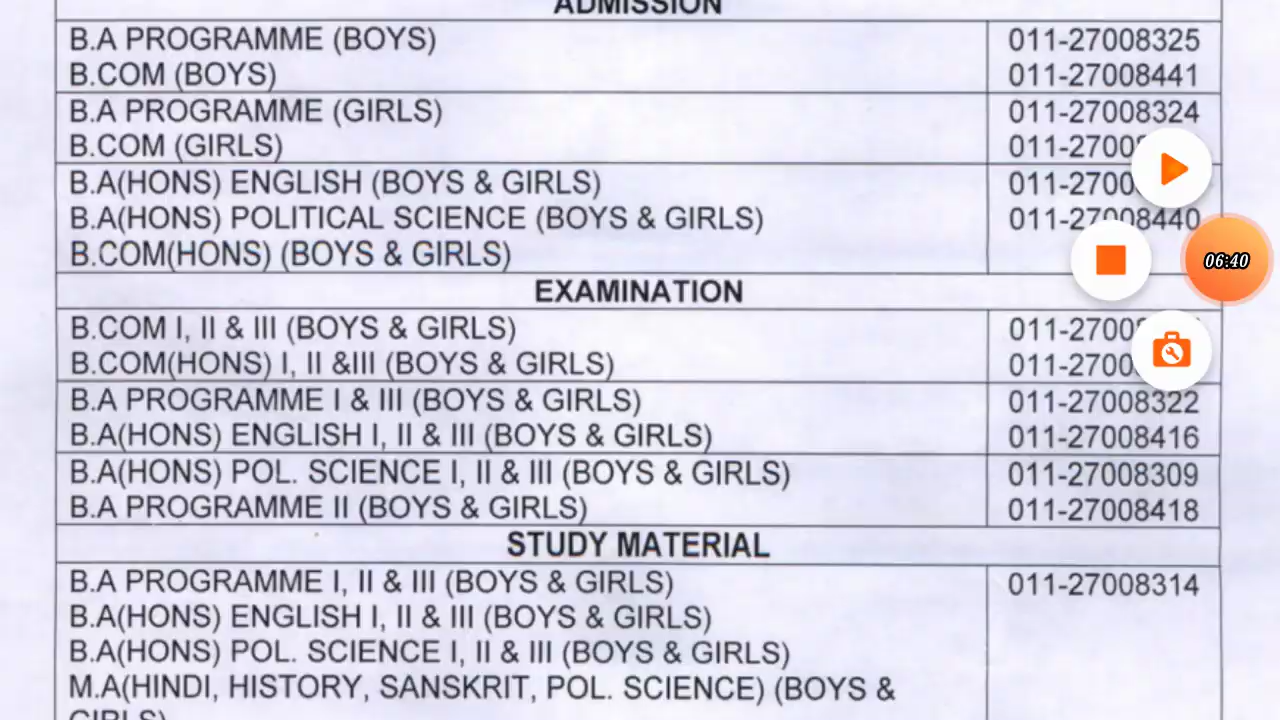 ADMISSION
B.A PROGRAMME (BOYS) 011-27008325
B.COM (BOYS) 011-27008441
B.A PROGRAMME (GIRLS) 011-27008324
B.COM (GIRLS)
B.A(HONS) ENGLISH (BOYS & GIRLS)
B.A(HONS) POLITICAL SCIENCE (BOYS & GIRLS) 011-27008440
B.COM(HONS) (BOYS & GIRLS)
06:40
EXAMINATION
B.COM I, II & III (BOYS & GIRLS)
B.COM(HONS) I, II &III (BOYS & GIRLS)
B.A PROGRAMME I & III (BOYS & GIRLS) 011-27008322
B.A(HONS) ENGLISH I, II & III (BOYS & GIRLS) 011-27008416
B.A(HONS) POL. SCIENCE I, II & III (BOYS & GIRLS) 011-27008309
B.A PROGRAMME II (BOYS & GIRLS) 011-27008418
STUDY MATERIAL
B.A PROGRAMME I, II & III (BOYS & GIRLS) 011-27008314
B.A(HONS) ENGLISH I, II & III (BOYS & GIRLS)
B.A(HONS) POL. SCIENCE I, II & III (BOYS & GIRLS)
M.A(HINDI, HISTORY, SANSKRIT, POL. SCIENCE) (BOYS &
GIRLS)